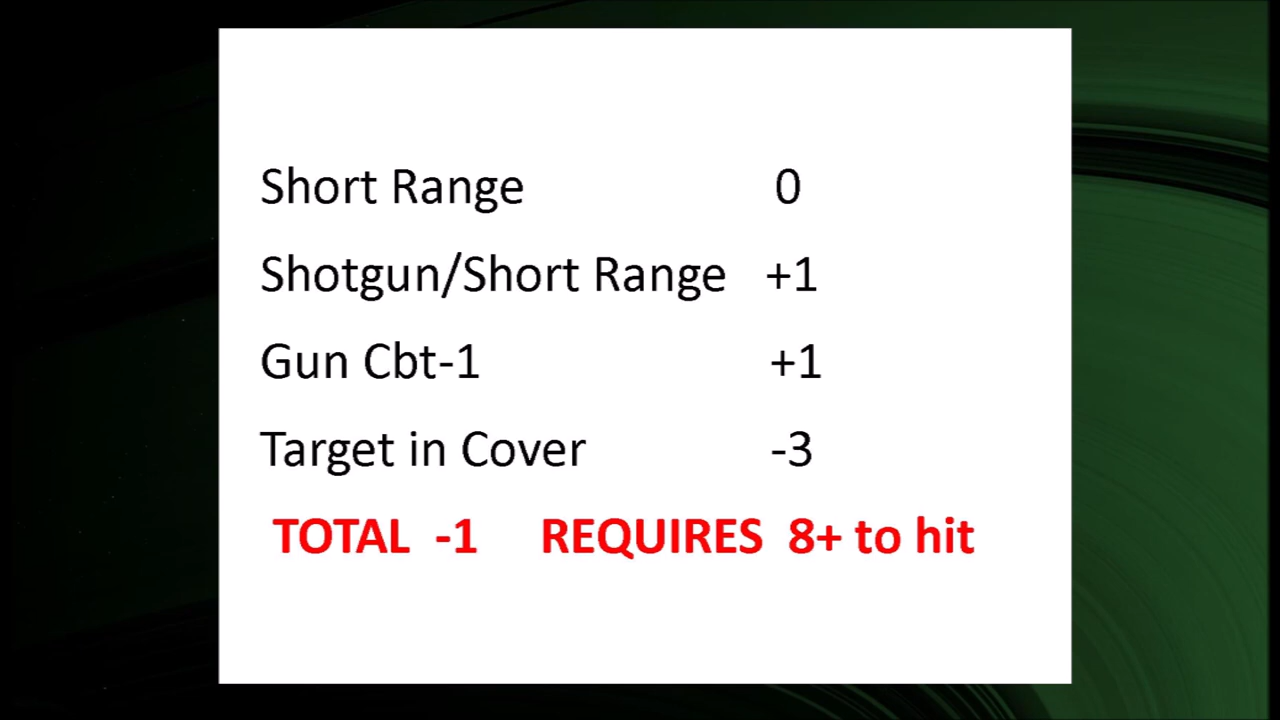 Short Range 0
Shotgun/Short Range +1
Gun Cbt-1 +1
Target in Cover -3
TOTAL -1 REQUIRES 8+ to hit